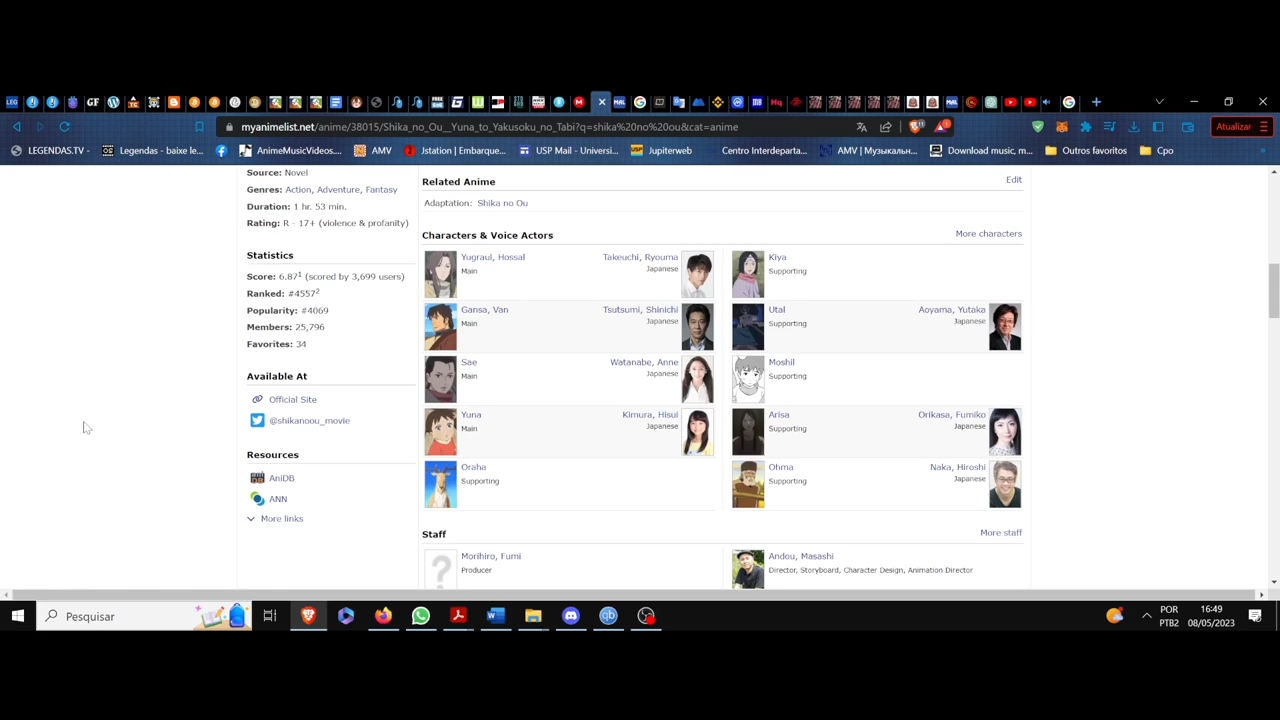 myanimelist.net/anime/38015/Shika_no_Ou__Yuna_to_Yakusoku_no_Tabi?q=shika%20no%20ou&cat=anime
Atualizar
LEGENDAS.TV -
Legendas - baixe le...
AnimeMusicVideos....
AMV
Jstation | Embarque...
USP Mail - Universi...
Jupiterweb
Centro Interdeparta...
AMV | Музыкальн...
Download music, m...
Outros favoritos
Cpo
Source: Novel
Genres: Action, Adventure, Fantasy
Duration: 1 hr. 53 min.
Rating: R - 17+ (violence & profanity)
Statistics
Score: 6.87¹ (scored by 3,699 users)
Ranked: #4557²
Popularity: #4069
Members: 25,796
Favorites: 34
Available At
Official Site
@shikanoou_movie
Resources
AniDB
ANN
More links
Related Anime
Edit
Adaptation: Shika no Ou
Characters & Voice Actors
More characters
Yugraul, Hossal
Main
Takeuchi, Ryouma
Japanese
Kiya
Supporting
Gansa, Van
Main
Tsutsumi, Shinichi
Japanese
Utal
Supporting
Aoyama, Yutaka
Japanese
Sae
Main
Watanabe, Anne
Japanese
Moshil
Supporting
Yuna
Main
Kimura, Hisui
Japanese
Arisa
Supporting
Orikasa, Fumiko
Japanese
Oraha
Supporting
Ohma
Supporting
Naka, Hiroshi
Japanese
Staff
More staff
Morihiro, Fumi
Producer
Andou, Masashi
Director, Storyboard, Character Design, Animation Director
Pesquisar
POR
PTB2
16:49
08/05/2023